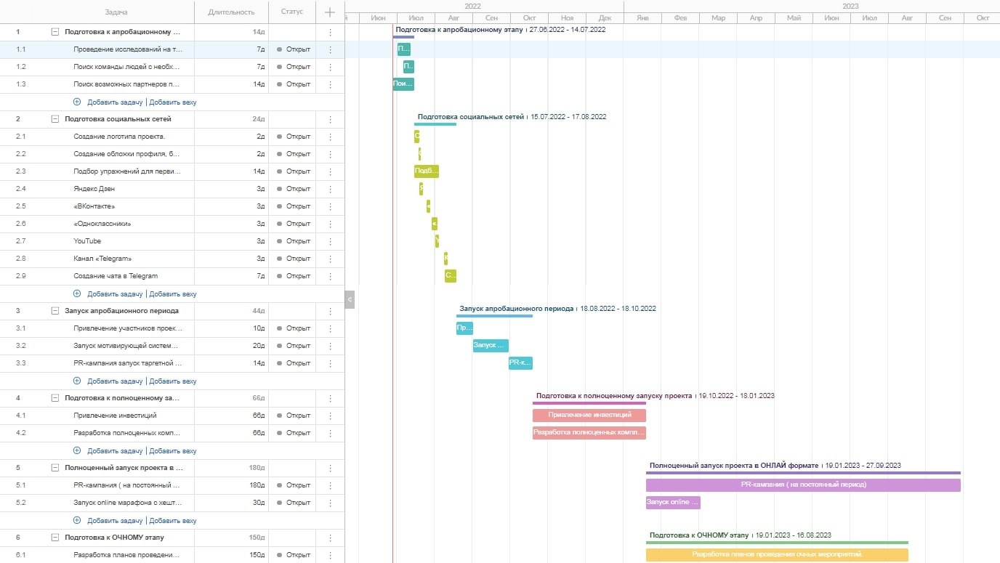 Задача Длительность Статус
2022 2023
й Июн Июл Авг Сен Окт Ноя Дек Янв Фев Мар Апр Май Июн Июл Авг Сен Окт
1 Подготовка к апробационному ... 14д Подготовка к апробационному этапу 27.06.2022 - 14.07.2022
1.1 Проведение исследований на т... 7д Открыт П...
1.2 Поиск команды людей с необх... 7д Открыт П..
1.3 Поиск возможных партнеров п... 14д Открыт Пои...
Добавить задачу | Добавить веху
2 Подготовка социальных сетей 24д Подготовка социальных сетей 15.07.2022 - 17.08.2022
2.1 Создание логотипа проекта. 2д Открыт С
2.2 Создание обложки профиля, б... 2д Открыт
2.3 Подбор упражнений для перви... 14д Открыт Подб...
2.4 Яндекс Дзен 3д Открыт Я
2.5 «ВКонтакте» 3д Открыт «
2.6 «Одноклассники» 3д Открыт «.
2.7 YouTube 3д Открыт Y
2.8 Канал «Telegram» 3д Открыт К
2.9 Создание чата в Telegram 7д Открыт С...
Добавить задачу | Добавить веху
3 Запуск апробационного периода 44д Запуск апробационного периода 18.08.2022 - 18.10.2022
3.1 Привлечение участников проек... 10д Открыт Пр...
3.2 Запуск мотивирующей систем... 20д Открыт Запуск ...
3.3 PR-кампания запуск таргетной ... 14д Открыт PR-к...
Добавить задачу | Добавить веху
4 Подготовка к полноценному за... 66д Подготовка к полноценному запуску проекта 19.10.2022 - 18.01.2023
4.1 Привлечение инвестиций 66д Открыт Привлечение инвестиций
4.2 Разработка полноценных комп... 66д Открыт Разработка полноценных компл...
Добавить задачу | Добавить веху
5 Полноценный запуск проекта в ... 180д Полноценный запуск проекта в ОНЛАЙ формате 19.01.2023 - 27.09.2023
5.1 PR-кампания ( на постоянный ... 180д Открыт PR-кампания ( на постоянный период)
5.2 Запуск online марафона с хешт... 30д Открыт Запуск online ...
Добавить задачу | Добавить веху
6 Подготовка к ОЧНОМУ этапу 150д Подготовка к ОЧНОМУ этапу 19.01.2023 - 16.08.2023
6.1 Разработка планов проведени... 150д Открыт Разработка планов проведения очных мероприятий.